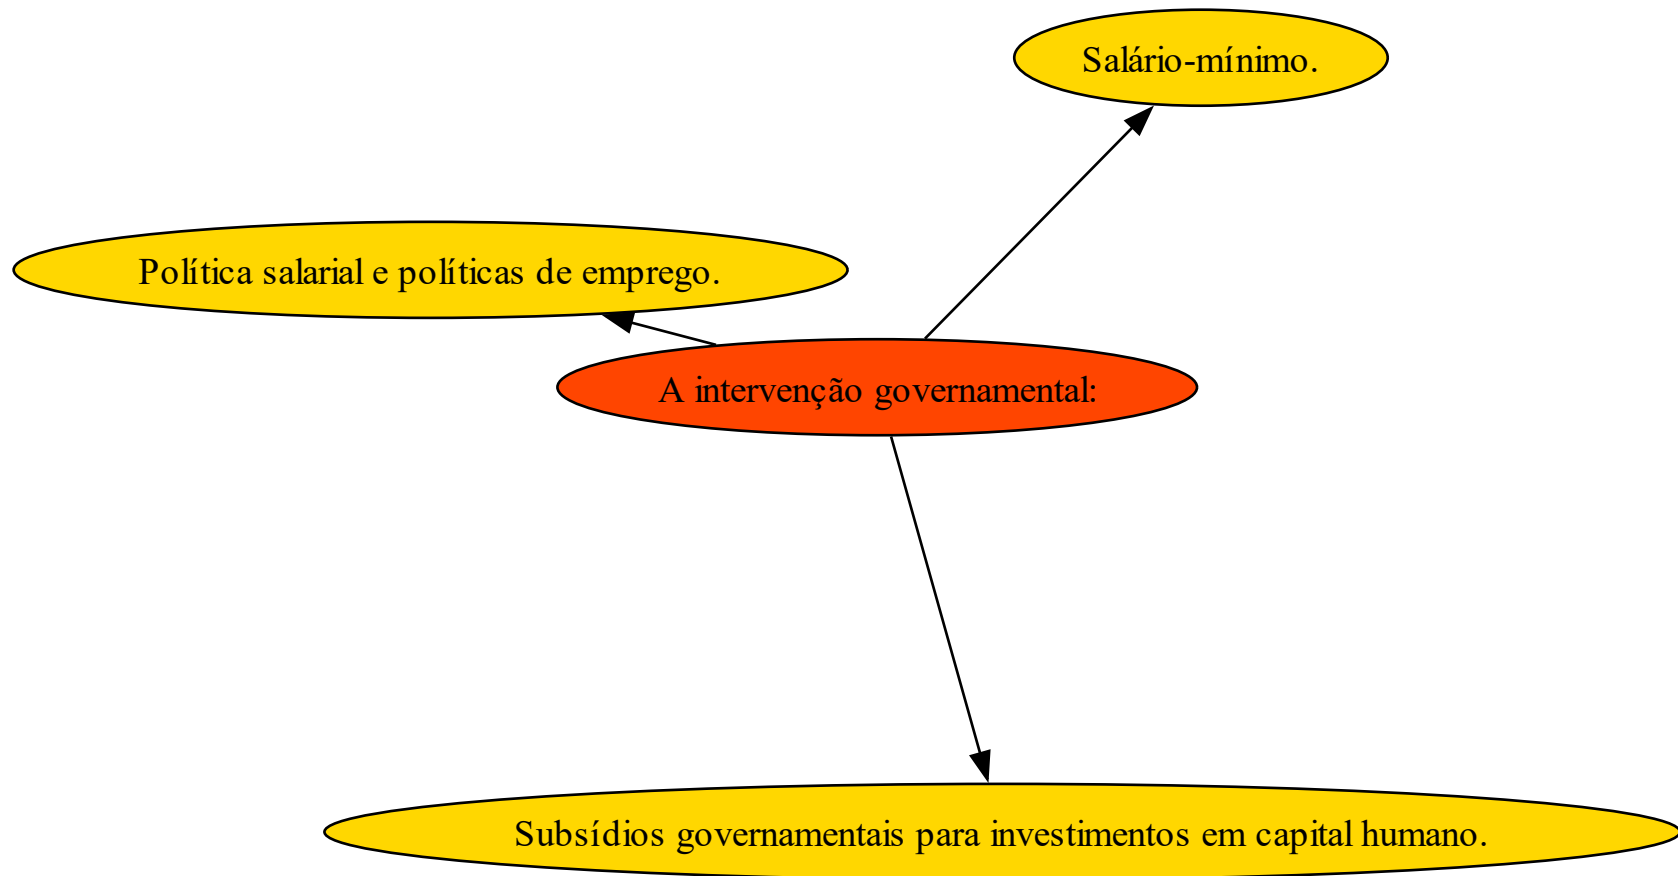 Salário-mínimo.
Política salarial e políticas de emprego.
A intervenção governamental:
Subsídios governamentais para investimentos em capital humano.